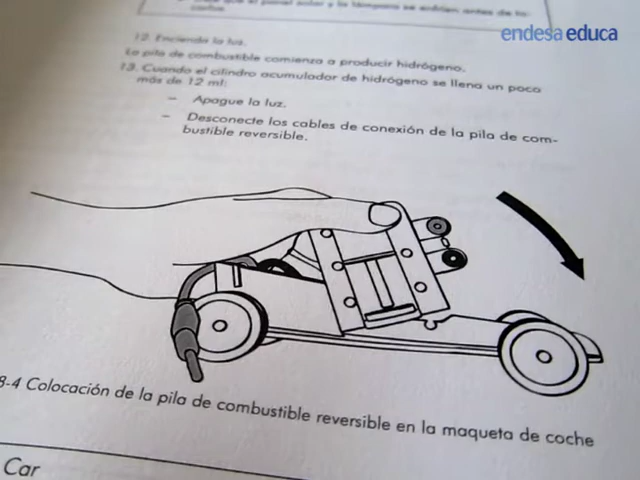 endesa educa
12. Encienda la luz.
La pila de combustible comienza a producir hidrógeno.
13. Cuando el cilindro acumulador de hidrógeno se llena un poco
más de 12 ml:
– Apague la luz.
– Desconecte los cables de conexión de la pila de com-
bustible reversible.
8-4 Colocación de la pila de combustible reversible en la maqueta de coche
Car